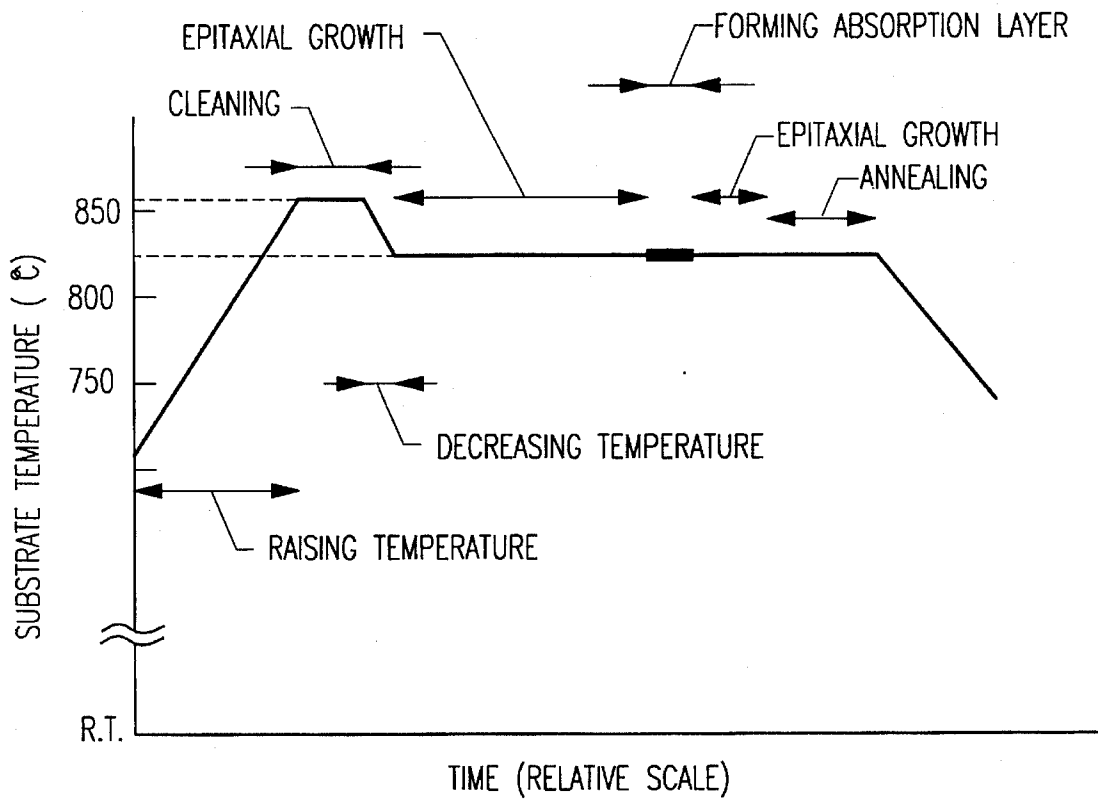 EPITAXIAL GROWTH
FORMING ABSORPTION LAYER
CLEANING
EPITAXIAL GROWTH
ANNEALING
850
800
750
DECREASING TEMPERATURE
RAISING TEMPERATURE
SUBSTRATE TEMPERATURE (℃)
R.T.
TIME (RELATIVE SCALE)